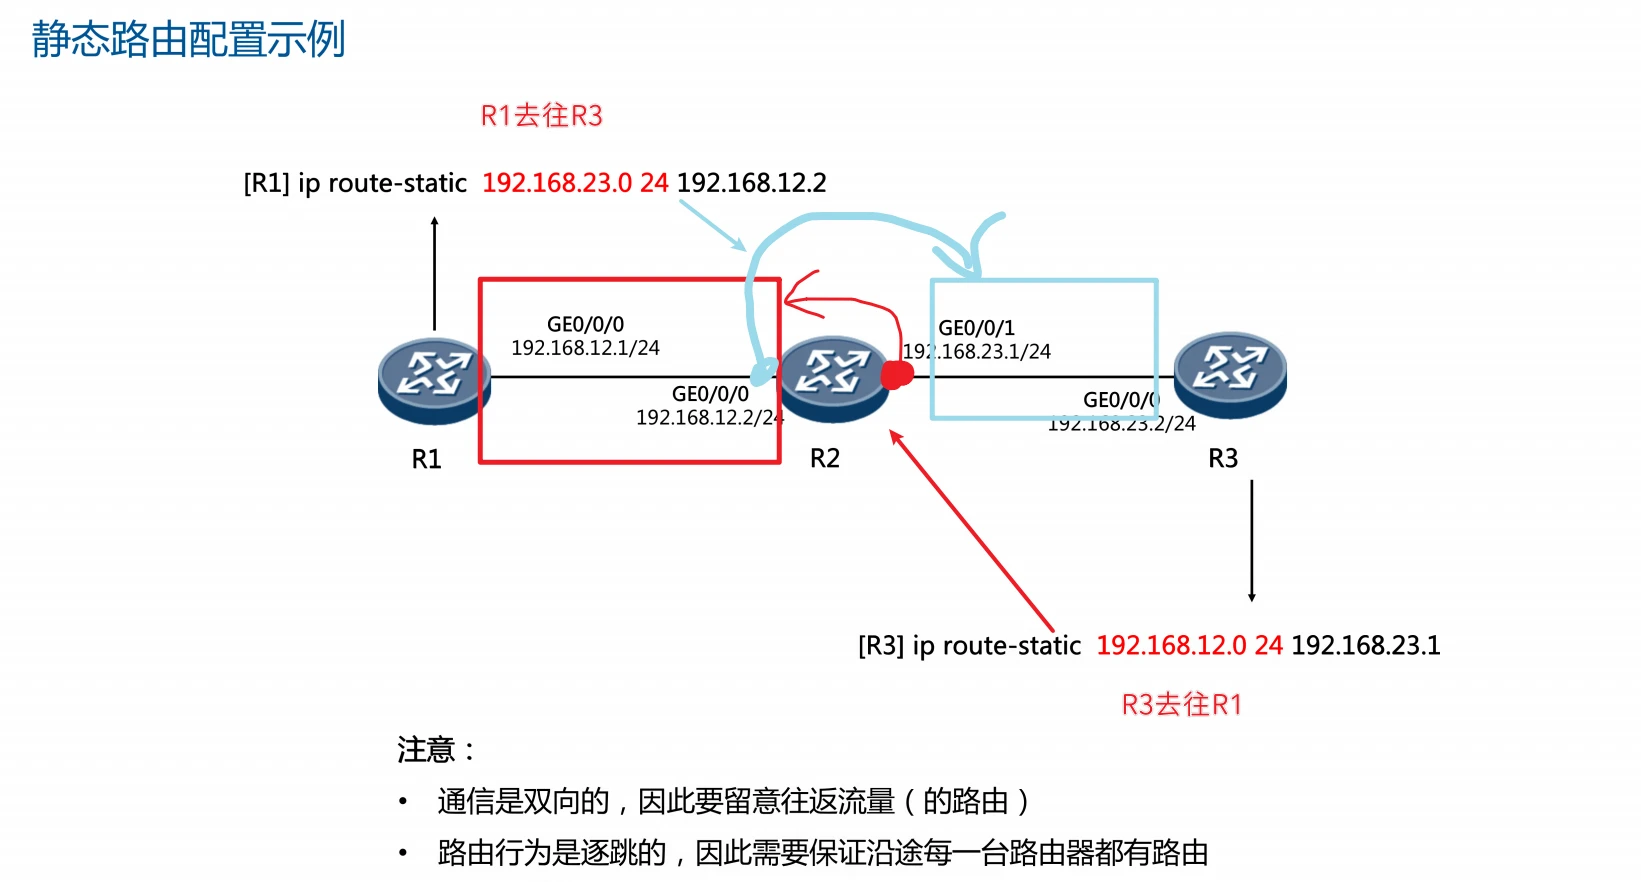 静态路由配置示例
R1去往R3
[R1] ip route-static 192.168.23.0 24 192.168.12.2
GE0/0/0
192.168.12.1/24
GE0/0/1
192.168.23.1/24
GE0/0/0
192.168.12.2/24
GE0/0/0
192.168.23.2/24
R1
R2
R3
[R3] ip route-static 192.168.12.0 24 192.168.23.1
R3去往R1
注意：
• 通信是双向的，因此要留意往返流量（的路由）
• 路由行为是逐跳的，因此需要保证沿途每一台路由器都有路由